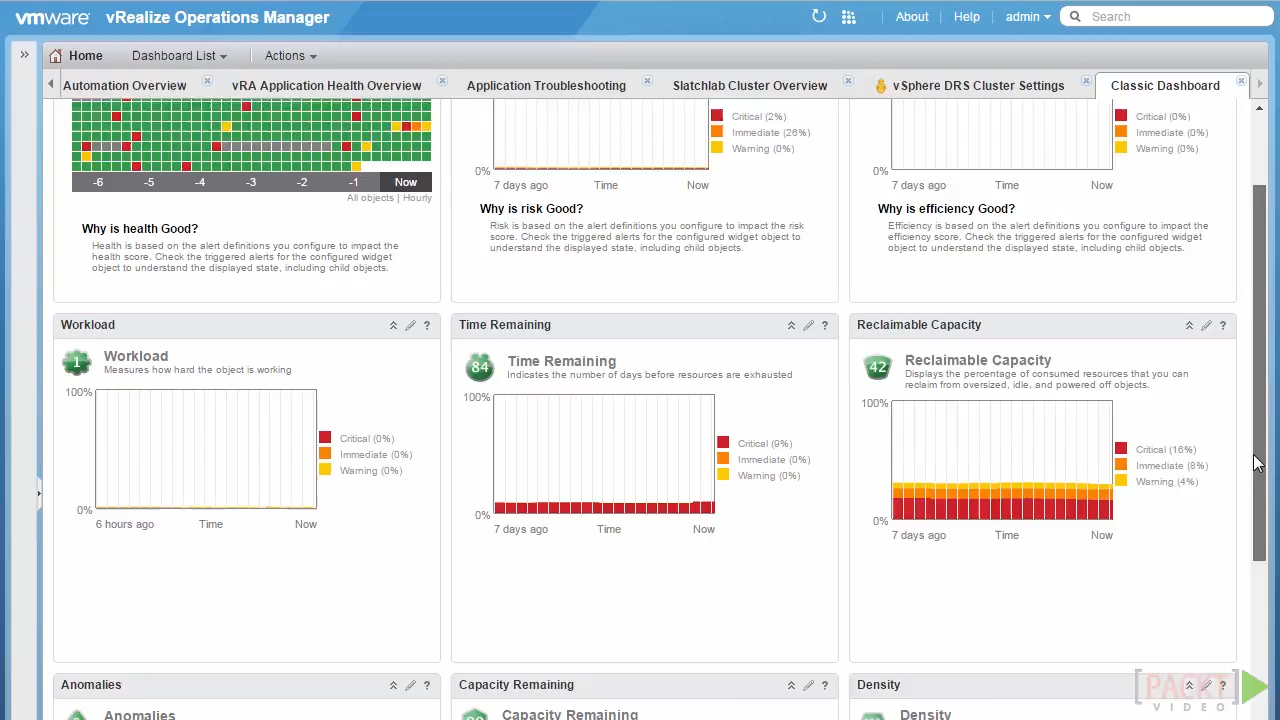 vmware vRealize Operations Manager
About Help admin Search
Home Dashboard List Actions
Automation Overview vRA Application Health Overview Application Troubleshooting Slatchlab Cluster Overview vSphere DRS Cluster Settings Classic Dashboard
-6 -5 -4 -3 -2 -1 Now
All objects | Hourly
Why is health Good?
Health is based on the alert definitions you configure to impact the
health score. Check the triggered alerts for the configured widget
object to understand the displayed state, including child objects.
Critical (2%)
Immediate (26%)
Warning (0%)
0%
7 days ago Time Now
Why is risk Good?
Risk is based on the alert definitions you configure to impact the risk
score. Check the triggered alerts for the configured widget object to
understand the displayed state, including child objects.
Critical (0%)
Immediate (0%)
Warning (0%)
0%
7 days ago Time Now
Why is efficiency Good?
Efficiency is based on the alert definitions you configure to impact the
efficiency score. Check the triggered alerts for the configured widget
object to understand the displayed state, including child objects.
Workload ?
1 Workload
Measures how hard the object is working
100%
Critical (0%)
Immediate (0%)
Warning (0%)
0%
6 hours ago Time Now
Time Remaining ?
84 Time Remaining
Indicates the number of days before resources are exhausted
100%
Critical (9%)
Immediate (0%)
Warning (0%)
0%
7 days ago Time Now
Reclaimable Capacity ?
42 Reclaimable Capacity
Displays the percentage of consumed resources that you can
reclaim from oversized, idle, and powered off objects.
100%
Critical (16%)
Immediate (8%)
Warning (4%)
0%
7 days ago Time Now
Anomalies ?
Anomalies
Capacity Remaining ?
Capacity Remaining
Density ?
Density
PACKT
VIDEO